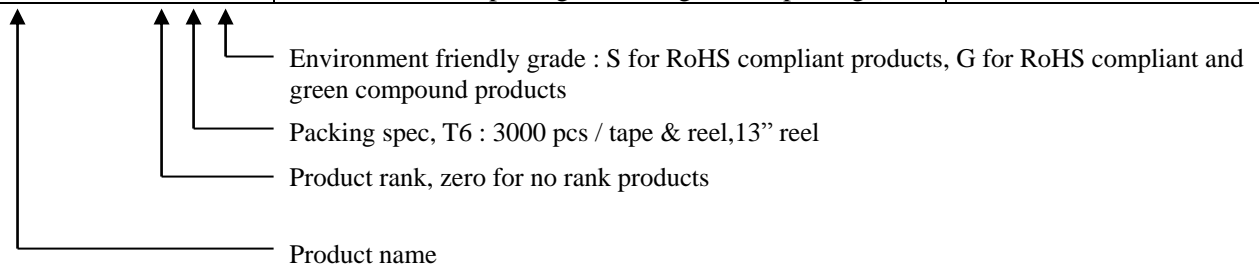 Environment friendly grade : S for RoHS compliant products, G for RoHS compliant and
green compound products
Packing spec, T6 : 3000 pcs / tape & reel,13” reel
Product rank, zero for no rank products
Product name